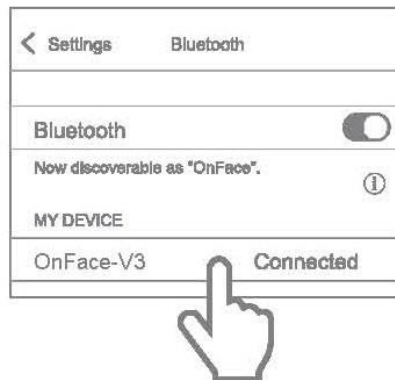 Settings Bluetooth
Bluetooth
Now discoverable as "OnFace".
MY DEVICE
OnFace-V3 Connected